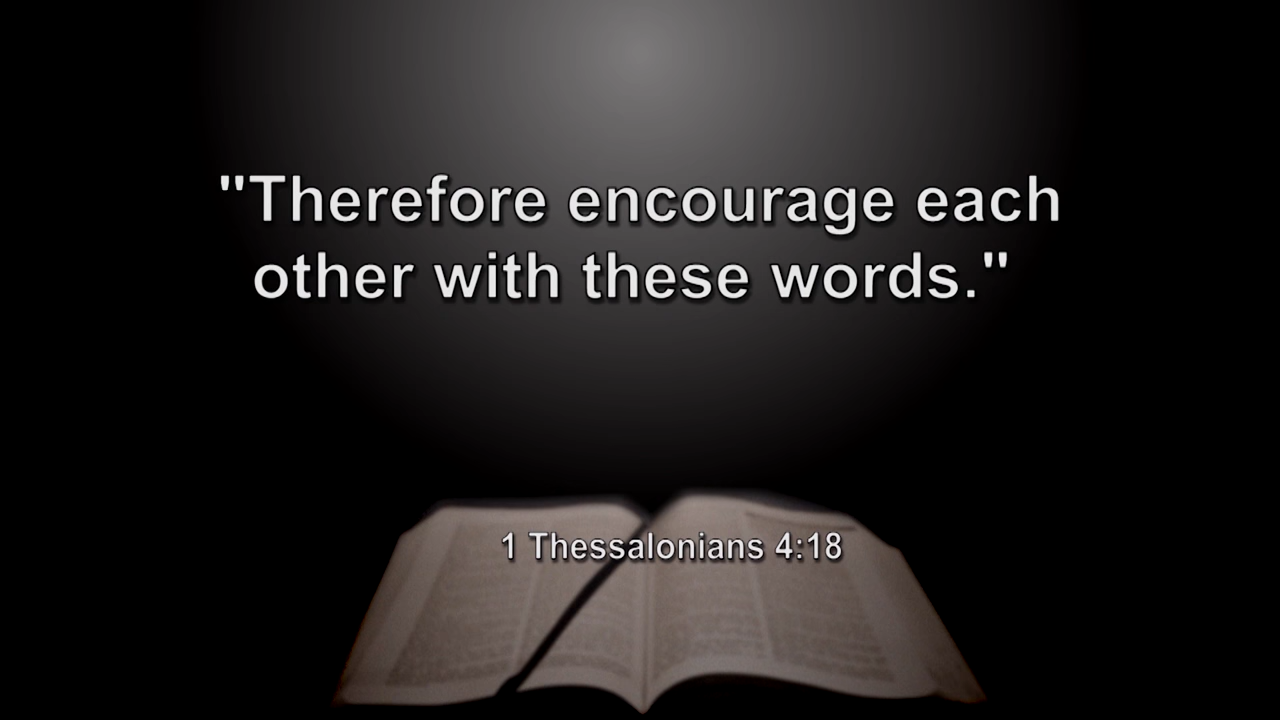 "Therefore encourage each
other with these words."
1 Thessalonians 4:18